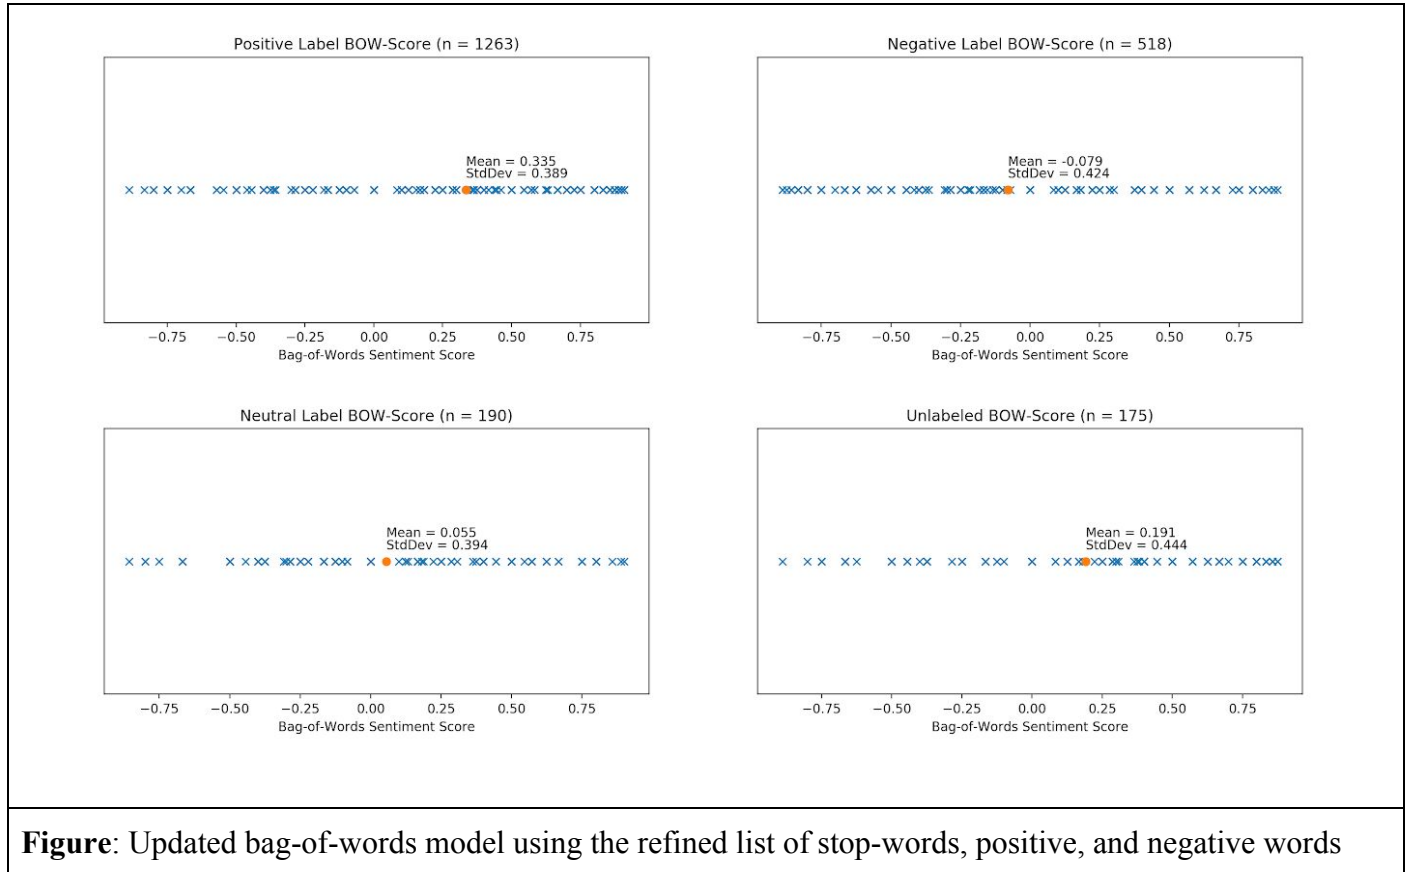 Positive Label BOW-Score (n = 1263)
Mean = 0.335
StdDev = 0.389
−0.75 −0.50 −0.25 0.00 0.25 0.50 0.75
Bag-of-Words Sentiment Score
Negative Label BOW-Score (n = 518)
Mean = -0.079
StdDev = 0.424
−0.75 −0.50 −0.25 0.00 0.25 0.50 0.75
Bag-of-Words Sentiment Score
Neutral Label BOW-Score (n = 190)
Mean = 0.055
StdDev = 0.394
−0.75 −0.50 −0.25 0.00 0.25 0.50 0.75
Bag-of-Words Sentiment Score
Unlabeled BOW-Score (n = 175)
Mean = 0.191
StdDev = 0.444
−0.75 −0.50 −0.25 0.00 0.25 0.50 0.75
Bag-of-Words Sentiment Score
Figure: Updated bag-of-words model using the refined list of stop-words, positive, and negative words